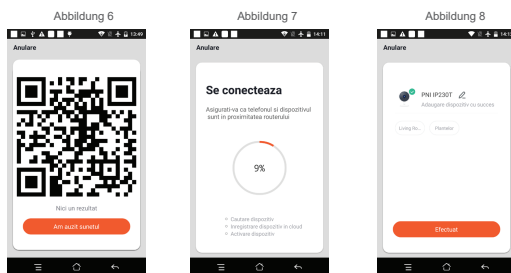 Abbildung 6
Abbildung 7
Abbildung 8
13:49
Anulare
Nici un rezultat
Am auzit sunetul
14:11
Anulare
Se conecteaza
Asigurati-va ca telefonul si dispozitivul
sunt in proximitatea routerului
9%
Cautare dispozitiv
Inregistrare dispozitiv in cloud
Activare dispozitiv
Anulare
PNI IP230T
Adaugare dispozitiv cu succes
Living Ro...
Efectuat